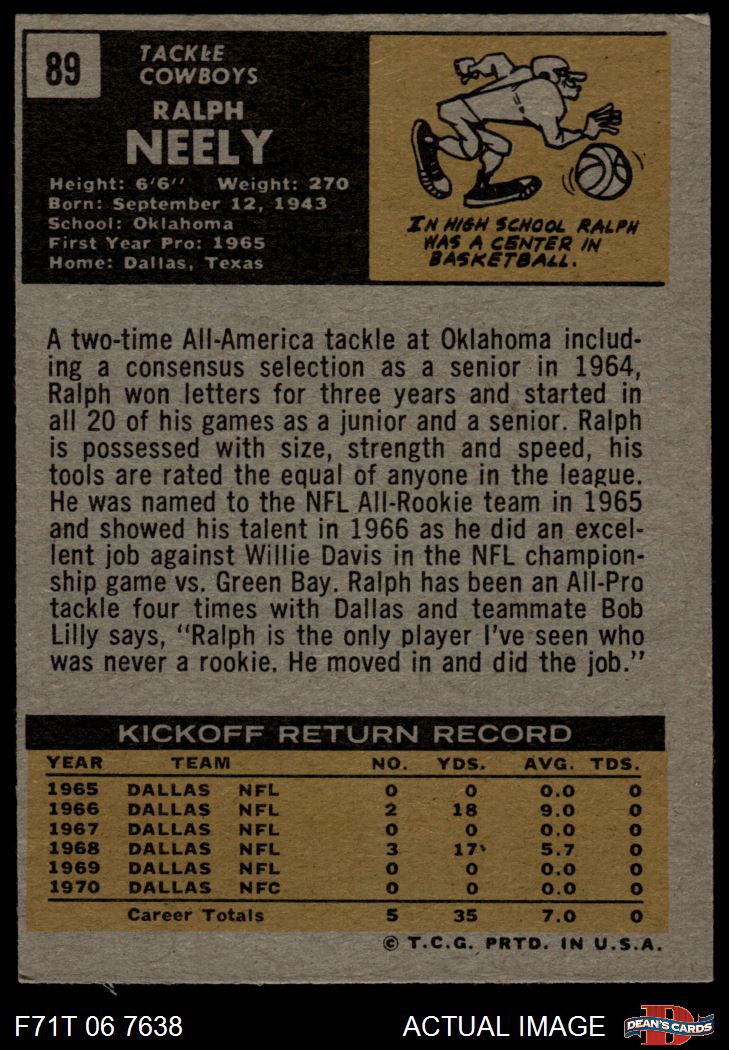 89
TACKLE
COWBOYS
RALPH
NEELY
Height: 6'6'' Weight: 270
Born: September 12, 1943
School: Oklahoma
First Year Pro: 1965
Home: Dallas, Texas
IN HIGH SCHOOL RALPH
WAS A CENTER IN
BASKETBALL.
A two-time All-America tackle at Oklahoma includ-
ing a consensus selection as a senior in 1964,
Ralph won letters for three years and started in
all 20 of his games as a junior and a senior. Ralph
is possessed with size, strength and speed, his
tools are rated the equal of anyone in the league.
He was named to the NFL All-Rookie team in 1965
and showed his talent in 1966 as he did an excel-
lent job against Willie Davis in the NFL champion-
ship game vs. Green Bay. Ralph has been an All-Pro
tackle four times with Dallas and teammate Bob
Lilly says, "Ralph is the only player I've seen who
was never a rookie. He moved in and did the job."
KICKOFF RETURN RECORD
YEAR TEAM NO. YDS. AVG. TDS.
1965 DALLAS NFL 0 0 0.0 0
1966 DALLAS NFL 2 18 9.0 0
1967 DALLAS NFL 0 0 0.0 0
1968 DALLAS NFL 3 17 5.7 0
1969 DALLAS NFL 0 0 0.0 0
1970 DALLAS NFC 0 0 0.0 0
Career Totals 5 35 7.0 0
© T.C.G. PRTD. IN U.S.A.
F71T 06 7638 ACTUAL IMAGE D DEAN'S CARDS